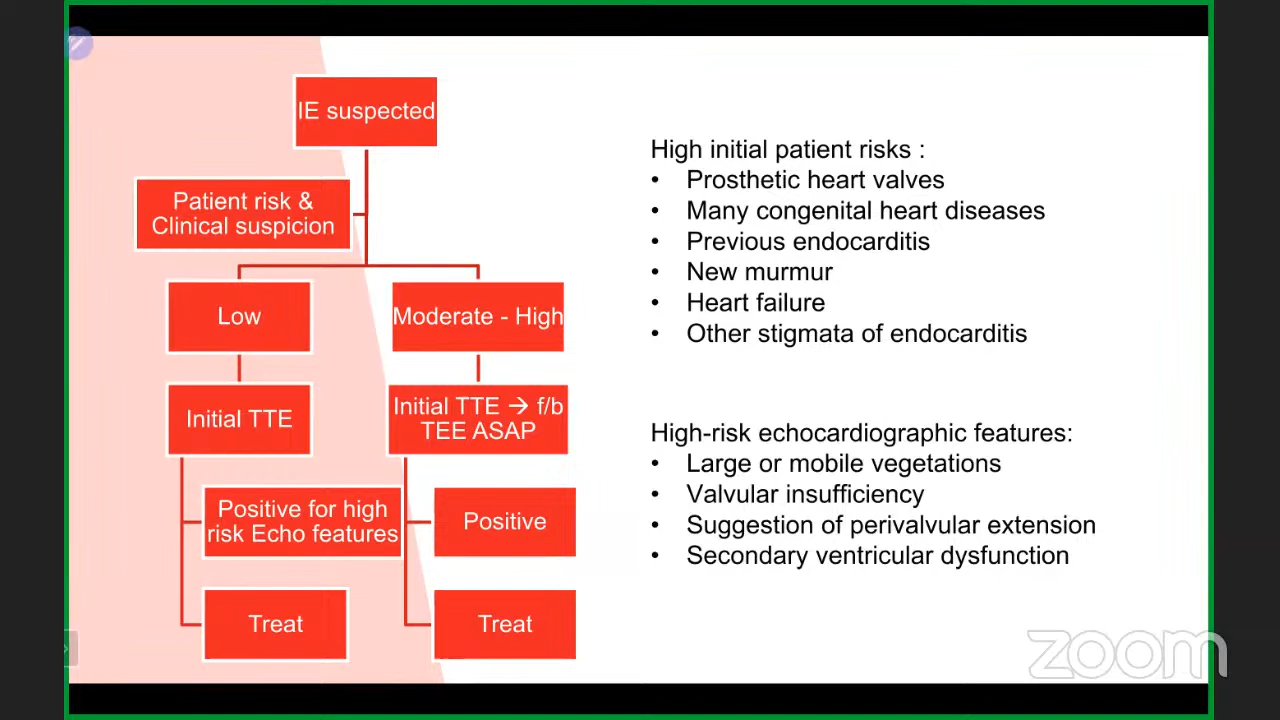 IE suspected
Patient risk &
Clinical suspicion
Low
Moderate - High
Initial TTE
Initial TTE → f/b
TEE ASAP
Positive for high
risk Echo features
Positive
Treat
Treat
High initial patient risks :
• Prosthetic heart valves
• Many congenital heart diseases
• Previous endocarditis
• New murmur
• Heart failure
• Other stigmata of endocarditis
High-risk echocardiographic features:
• Large or mobile vegetations
• Valvular insufficiency
• Suggestion of perivalvular extension
• Secondary ventricular dysfunction
zoom